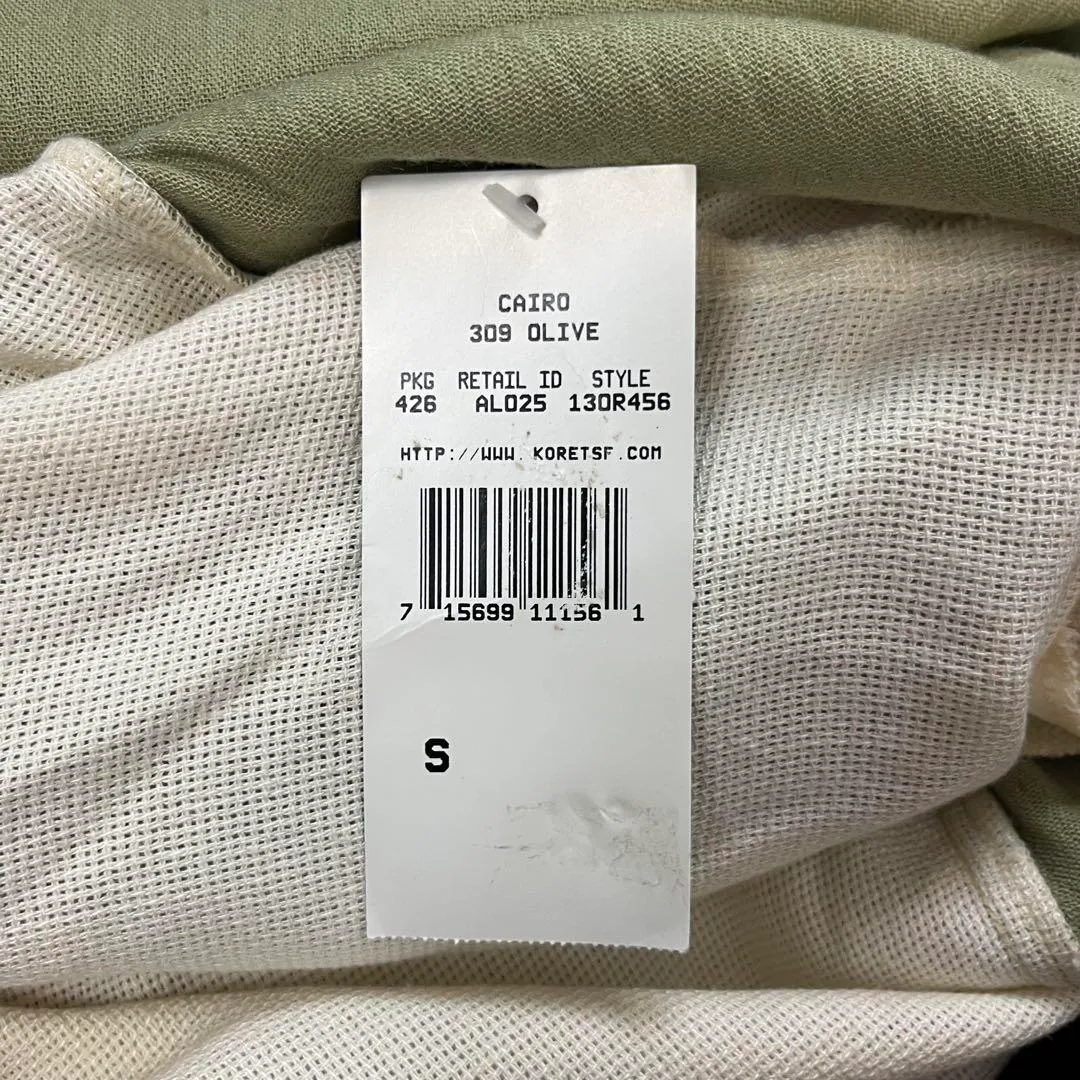 CAIRO
309 OLIVE
PKG RETAIL ID STYLE
426 AL025 130R456
HTTP://WWW.KORETSF.COM
7 15699 11156 1
S